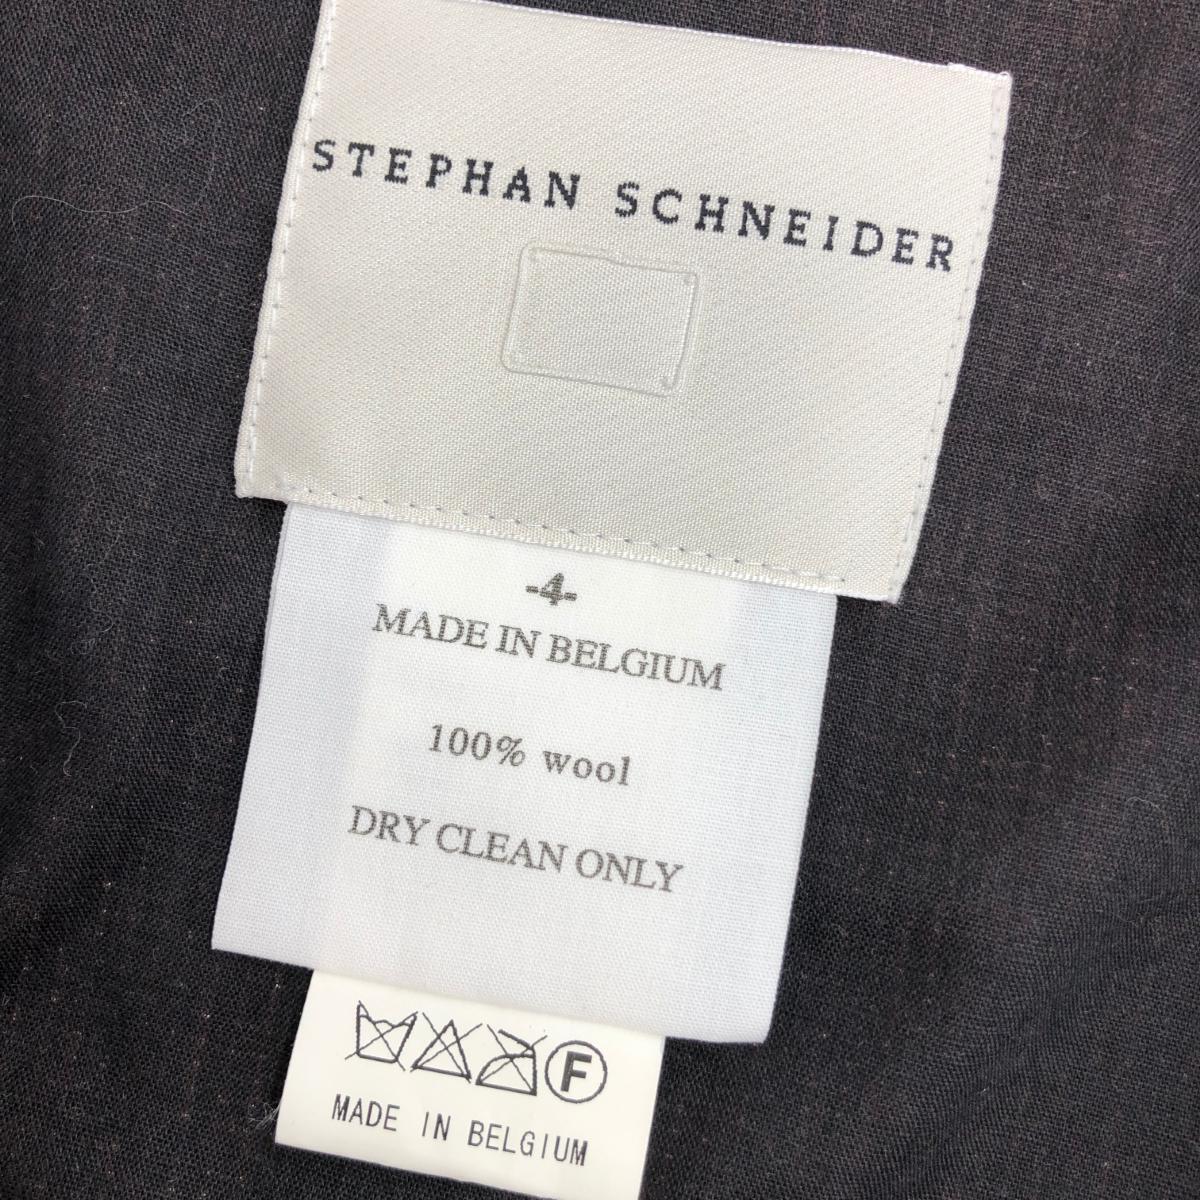 STEPHAN SCHNEIDER
-4-
MADE IN BELGIUM
100% wool
DRY CLEAN ONLY
F
MADE IN BELGIUM